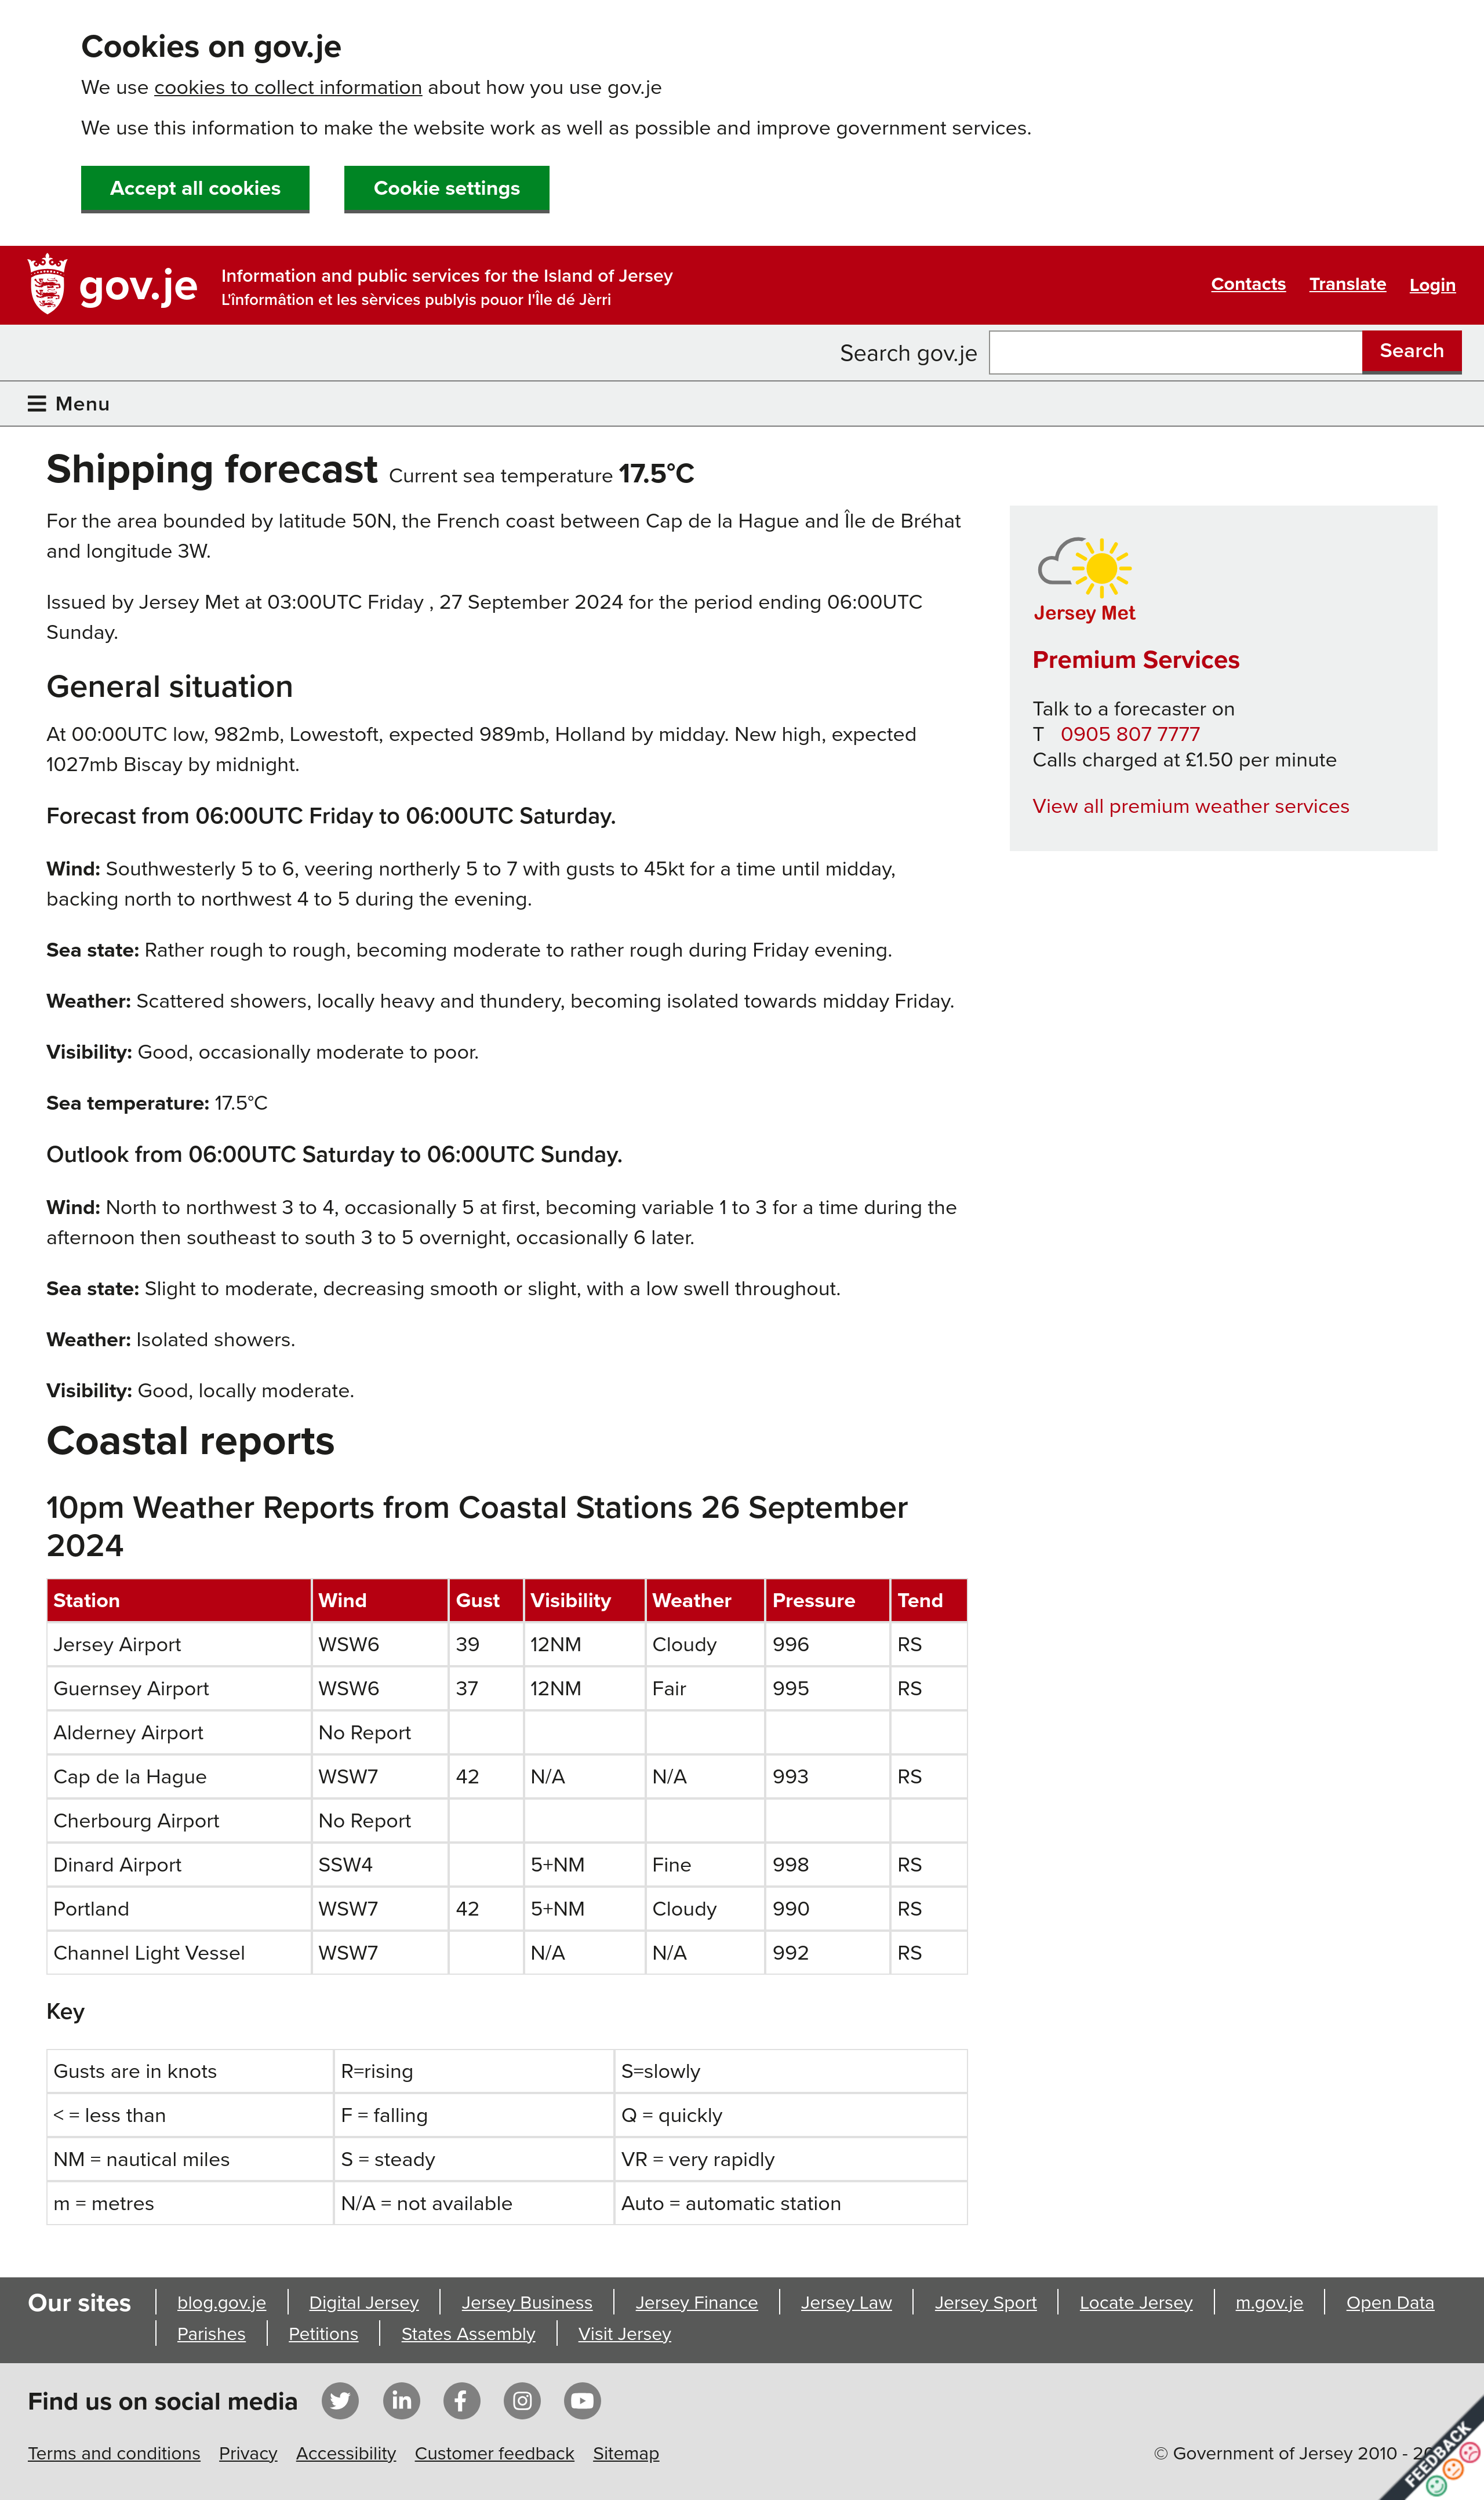 Cookies on gov.je
We use cookies to collect information about how you use gov.je
We use this information to make the website work as well as possible and improve government services.
Accept all cookies
Cookie settings
gov.je
Information and public services for the Island of Jersey
L'înformâtion et les sèrvices publyis pouor I'Île dé Jèrri
Contacts
Translate
Login
Search gov.je
Search
Menu
Shipping forecast Current sea temperature 17.5°C
For the area bounded by latitude 50N, the French coast between Cap de la Hague and Île de Bréhat
and longitude 3W.
Issued by Jersey Met at 03:00UTC Friday , 27 September 2024 for the period ending 06:00UTC
Sunday.
General situation
At 00:00UTC low, 982mb, Lowestoft, expected 989mb, Holland by midday. New high, expected
1027mb Biscay by midnight.
Forecast from 06:00UTC Friday to 06:00UTC Saturday.
Wind: Southwesterly 5 to 6, veering northerly 5 to 7 with gusts to 45kt for a time until midday,
backing north to northwest 4 to 5 during the evening.
Sea state: Rather rough to rough, becoming moderate to rather rough during Friday evening.
Weather: Scattered showers, locally heavy and thundery, becoming isolated towards midday Friday.
Visibility: Good, occasionally moderate to poor.
Sea temperature: 17.5°C
Outlook from 06:00UTC Saturday to 06:00UTC Sunday.
Wind: North to northwest 3 to 4, occasionally 5 at first, becoming variable 1 to 3 for a time during the
afternoon then southeast to south 3 to 5 overnight, occasionally 6 later.
Sea state: Slight to moderate, decreasing smooth or slight, with a low swell throughout.
Weather: Isolated showers.
Visibility: Good, locally moderate.
Jersey Met
Premium Services
Talk to a forecaster on
T 0905 807 7777
Calls charged at £1.50 per minute
View all premium weather services
Coastal reports
10pm Weather Reports from Coastal Stations 26 September
2024
Station Wind Gust Visibility Weather Pressure Tend
Jersey Airport WSW6 39 12NM Cloudy 996 RS
Guernsey Airport WSW6 37 12NM Fair 995 RS
Alderney Airport No Report
Cap de la Hague WSW7 42 N/A N/A 993 RS
Cherbourg Airport No Report
Dinard Airport SSW4 5+NM Fine 998 RS
Portland WSW7 42 5+NM Cloudy 990 RS
Channel Light Vessel WSW7 N/A N/A 992 RS
Key
Gusts are in knots R=rising S=slowly
< = less than F = falling Q = quickly
NM = nautical miles S = steady VR = very rapidly
m = metres N/A = not available Auto = automatic station
Our sites blog.gov.je Digital Jersey Jersey Business Jersey Finance Jersey Law Jersey Sport Locate Jersey m.gov.je Open Data
Parishes Petitions States Assembly Visit Jersey
Find us on social media
Terms and conditions Privacy Accessibility Customer feedback Sitemap
© Government of Jersey 2010 -
FEEDBACK